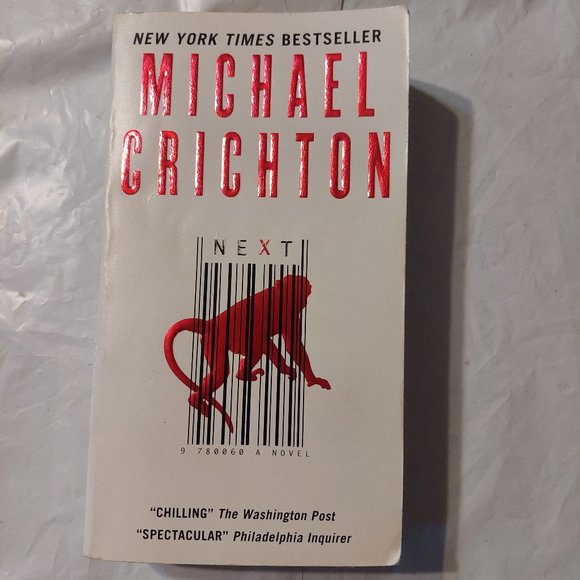 NEW YORK TIMES BESTSELLER
MICHAEL
CRICHTON
NEXT
9 780060 A NOVEL
"CHILLING" The Washington Post
"SPECTACULAR" Philadelphia Inquirer